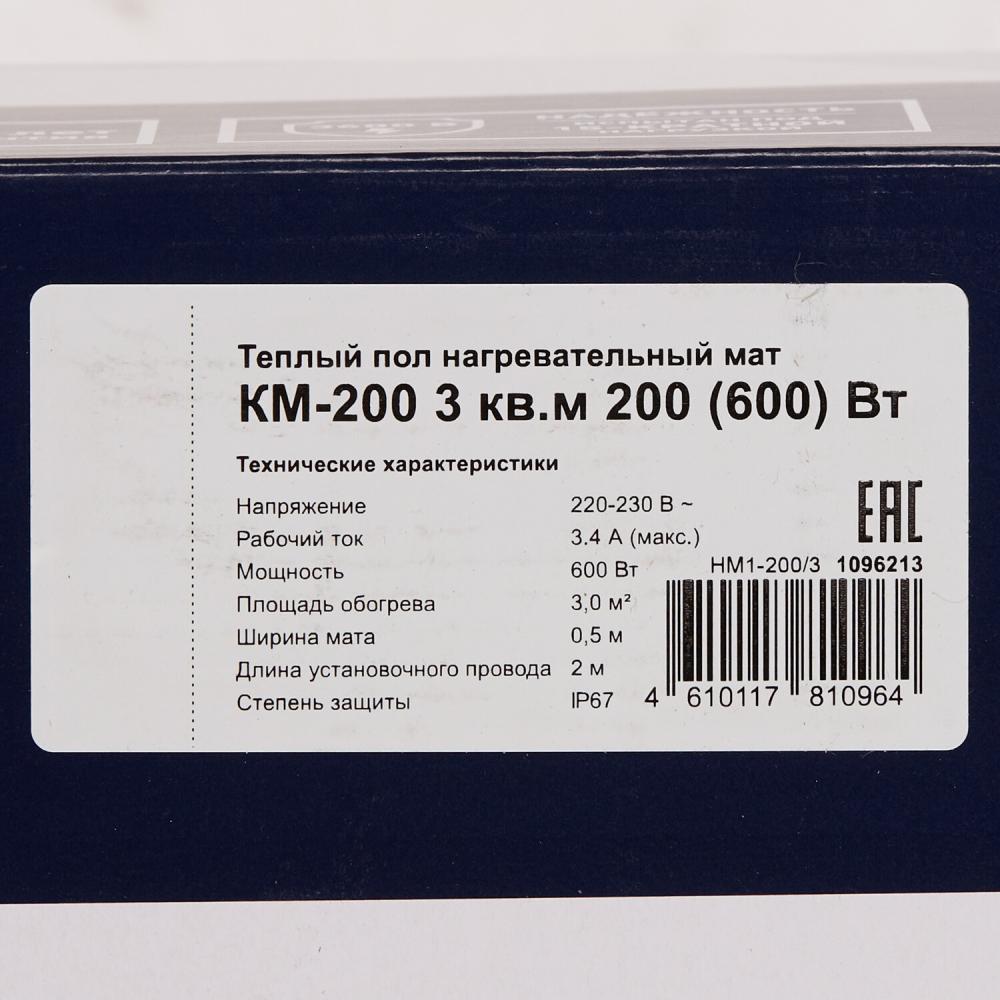 НАДЕЖНОСТЬ
Теплый пол нагревательный мат
КМ-200 3 кв.м 200 (600) Вт
Технические характеристики
Напряжение 220-230 В ~
Рабочий ток 3.4 А (макс.)
Мощность 600 Вт
Площадь обогрева 3,0 м²
Ширина мата 0,5 м
Длина установочного провода 2 м
Степень защиты IP67
EAC
НМ1-200/3 1096213
4 610117 810964